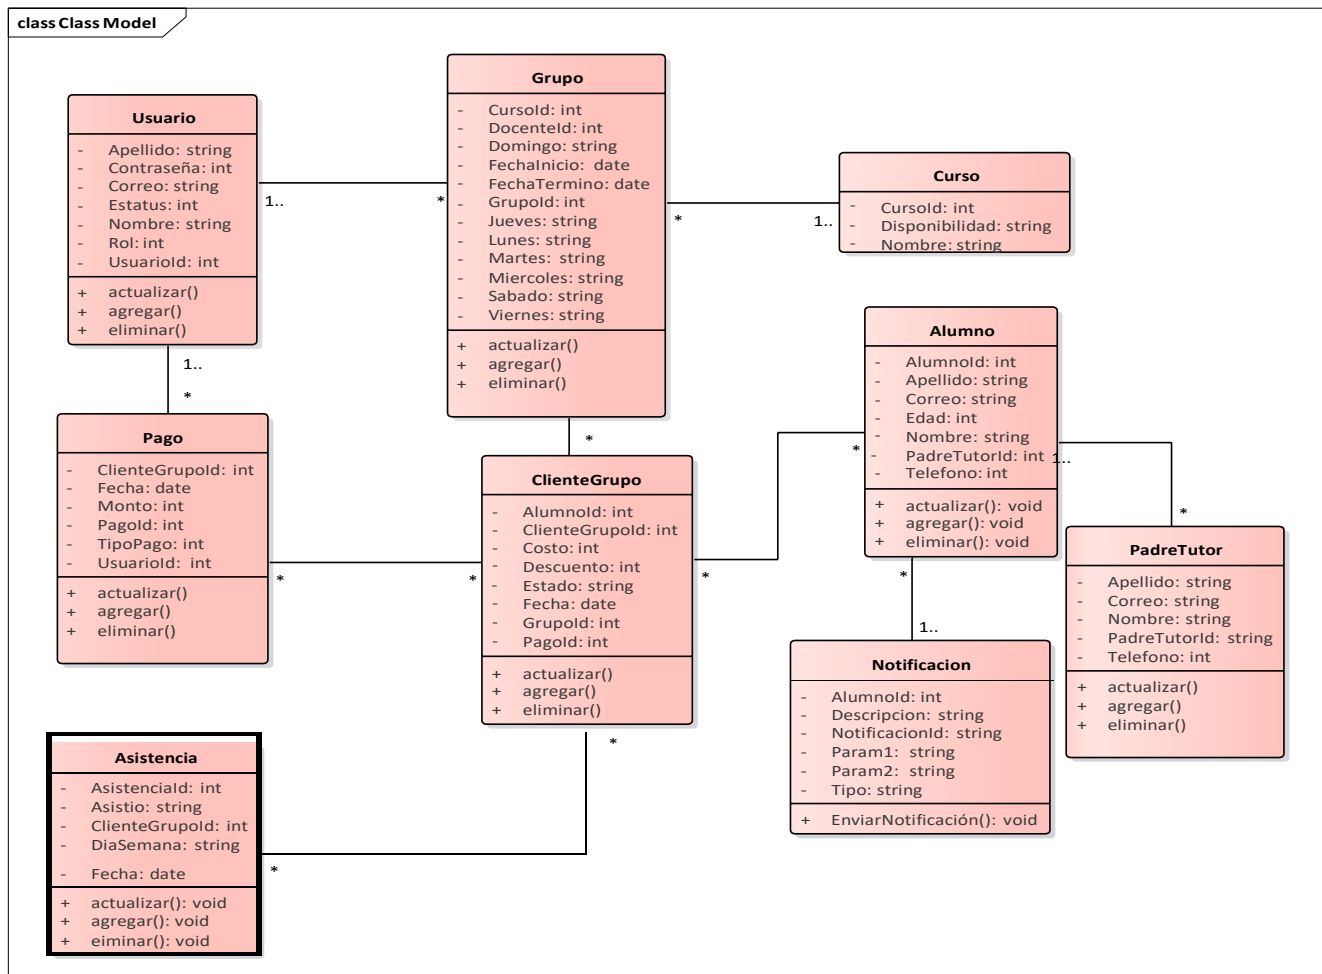 class Class Model
Usuario
- Apellido: string
- Contraseña: int
- Correo: string
- Estatus: int
- Nombre: string
- Rol: int
- UsuarioId: int
+ actualizar()
+ agregar()
+ eliminar()
1..
*
Grupo
- CursoId: int
- DocenteId: int
- Domingo: string
- FechaInicio: date
- FechaTermino: date
- GrupoId: int
- Jueves: string
- Lunes: string
- Martes: string
- Miercoles: string
- Sabado: string
- Viernes: string
+ actualizar()
+ agregar()
+ eliminar()
*
1..
Curso
- CursoId: int
- Disponibilidad: string
- Nombre: string
1..
*
Pago
- ClienteGrupoId: int
- Fecha: date
- Monto: int
- PagoId: int
- TipoPago: int
- UsuarioId: int
+ actualizar()
+ agregar()
+ eliminar()
*
*
*
ClienteGrupo
- AlumnoId: int
- ClienteGrupoId: int
- Costo: int
- Descuento: int
- Estado: string
- Fecha: date
- GrupoId: int
- PagoId: int
+ actualizar()
+ agregar()
+ eliminar()
*
*
Alumno
- AlumnoId: int
- Apellido: string
- Correo: string
- Edad: int
- Nombre: string
- PadreTutorId: int
- Telefono: int
+ actualizar(): void
+ agregar(): void
+ eliminar(): void
1..
*
PadreTutor
- Apellido: string
- Correo: string
- Nombre: string
- PadreTutorId: string
- Telefono: int
+ actualizar()
+ agregar()
+ eliminar()
*
1..
Notificacion
- AlumnoId: int
- Descripcion: string
- NotificacionId: string
- Param1: string
- Param2: string
- Tipo: string
+ EnviarNotificación(): void
*
*
Asistencia
- AsistenciaId: int
- Asistio: string
- ClienteGrupoId: int
- DiaSemana: string
- Fecha: date
+ actualizar(): void
+ agregar(): void
+ eiminar(): void